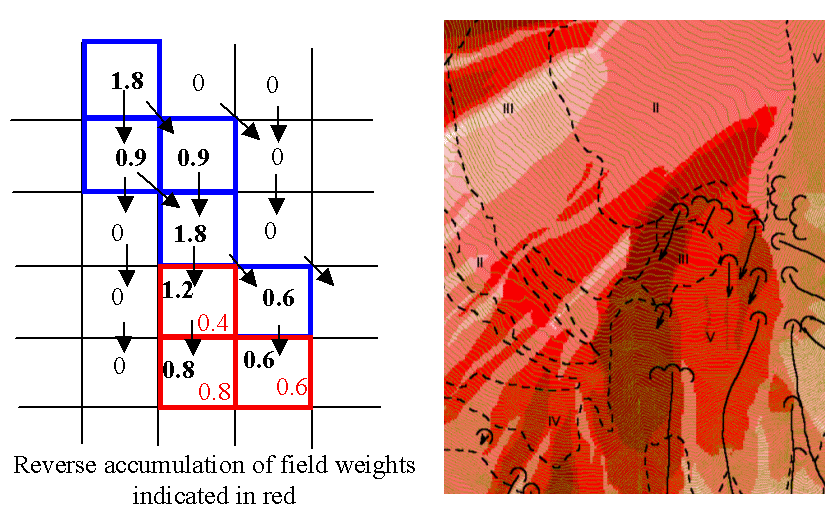 1.8 0 0
0.9 0.9 0
0 1.8 0
0 1.2 0.4 0.6
0 0.8 0.8 0.6 0.6
Reverse accumulation of field weights
indicated in red
V
III II
II III
V
IV